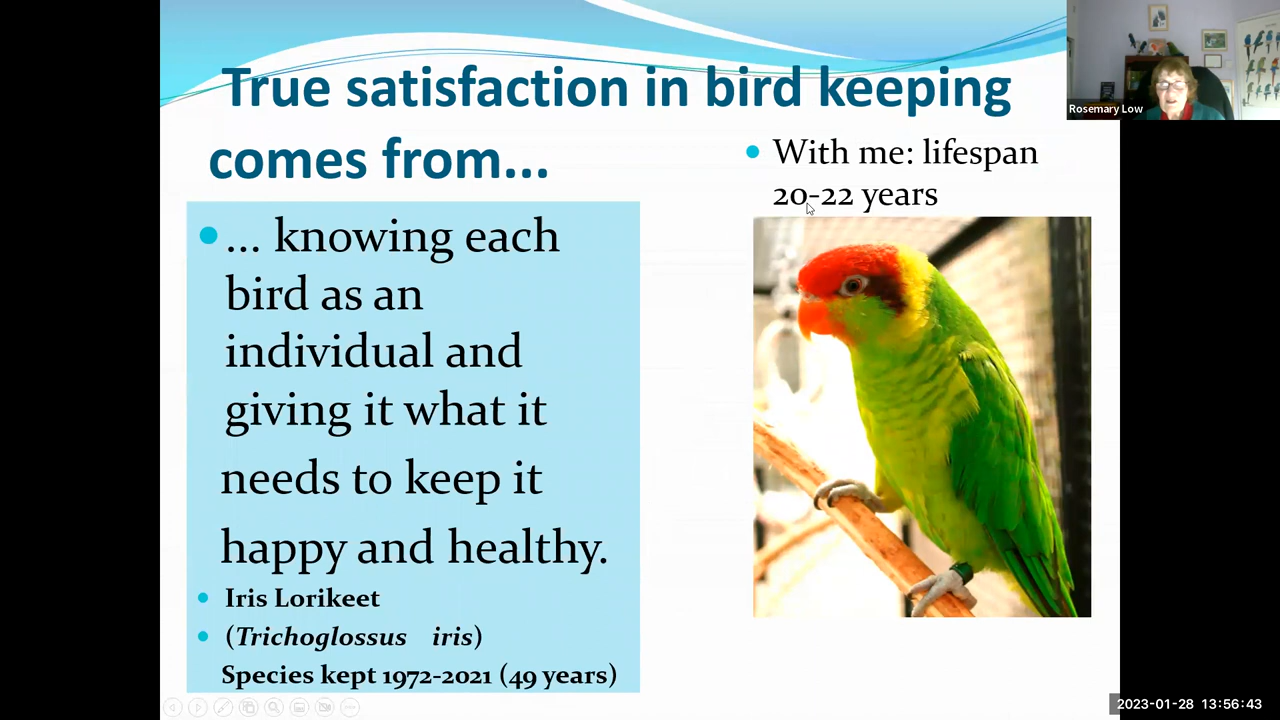 True satisfaction in bird keeping
comes from...
• ... knowing each
bird as an
individual and
giving it what it
needs to keep it
happy and healthy.
• Iris Lorikeet
• (Trichoglossus iris)
Species kept 1972-2021 (49 years)
• With me: lifespan
20-22 years
Rosemary Low
2023-01-28 13:56:43